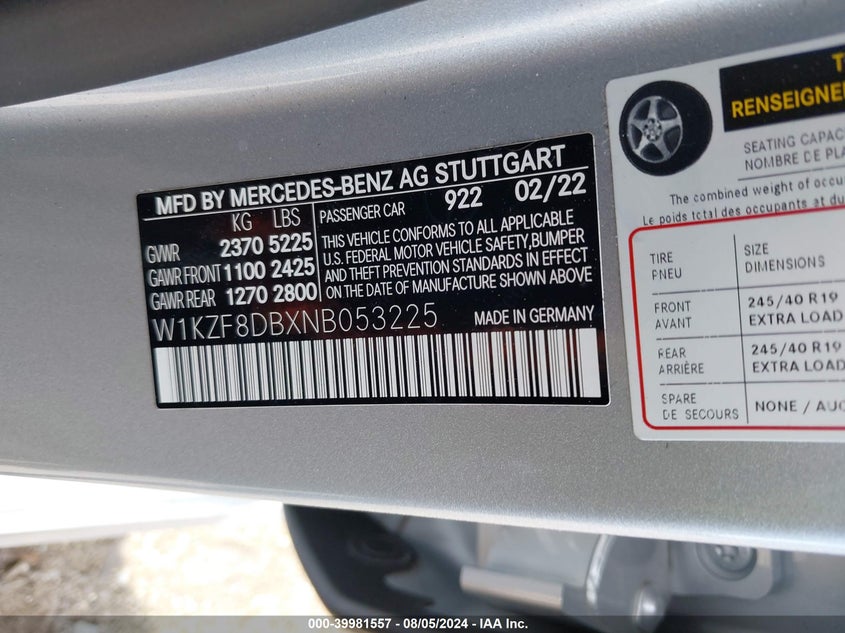 MFD BY MERCEDES-BENZ AG STUTTGART
KG LBS
GVWR 2370 5225
GAWR FRONT 1100 2425
GAWR REAR 1270 2800
PASSENGER CAR 922 02/22
THIS VEHICLE CONFORMS TO ALL APPLICABLE
U.S. FEDERAL MOTOR VEHICLE SAFETY, BUMPER
AND THEFT PREVENTION STANDARDS IN EFFECT
ON THE DATE OF MANUFACTURE SHOWN ABOVE
W1KZF8DBXNB053225 MADE IN GERMANY
RENSEIGNE
SEATING CAPAC
NOMBRE DE PLA
The combined weight of occu
Le poids total des occupants et du
TIRE SIZE
PNEU DIMENSIONS
FRONT 245/40 R19
AVANT EXTRA LOAD
REAR 245/40 R19
ARRIÈRE EXTRA LOAD
SPARE
DE SECOURS NONE / AUC
000-39981557 - 08/05/2024 - IAA Inc.